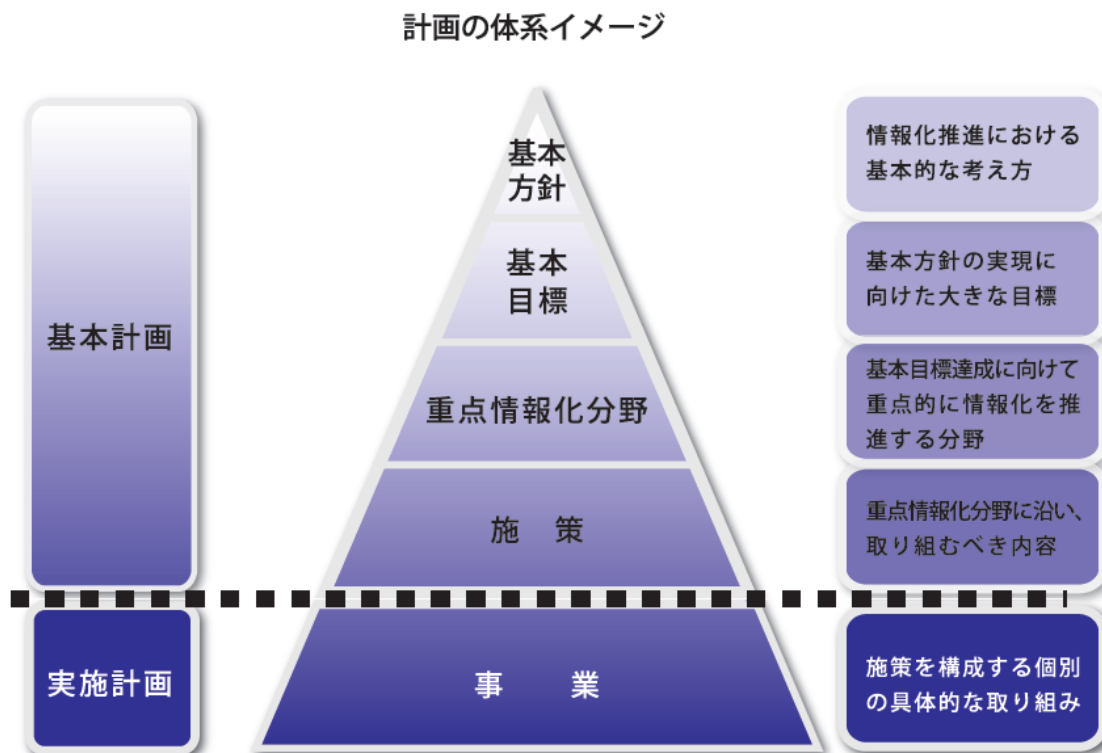 計画の体系イメージ
基本計画
実施計画
基本
方針
基本
目標
重点情報化分野
施　策
事　業
情報化推進における
基本的な考え方
基本方針の実現に
向けた大きな目標
基本目標達成に向けて
重点的に情報化を推
進する分野
重点情報化分野に沿い、
取り組むべき内容
施策を構成する個別
の具体的な取り組み